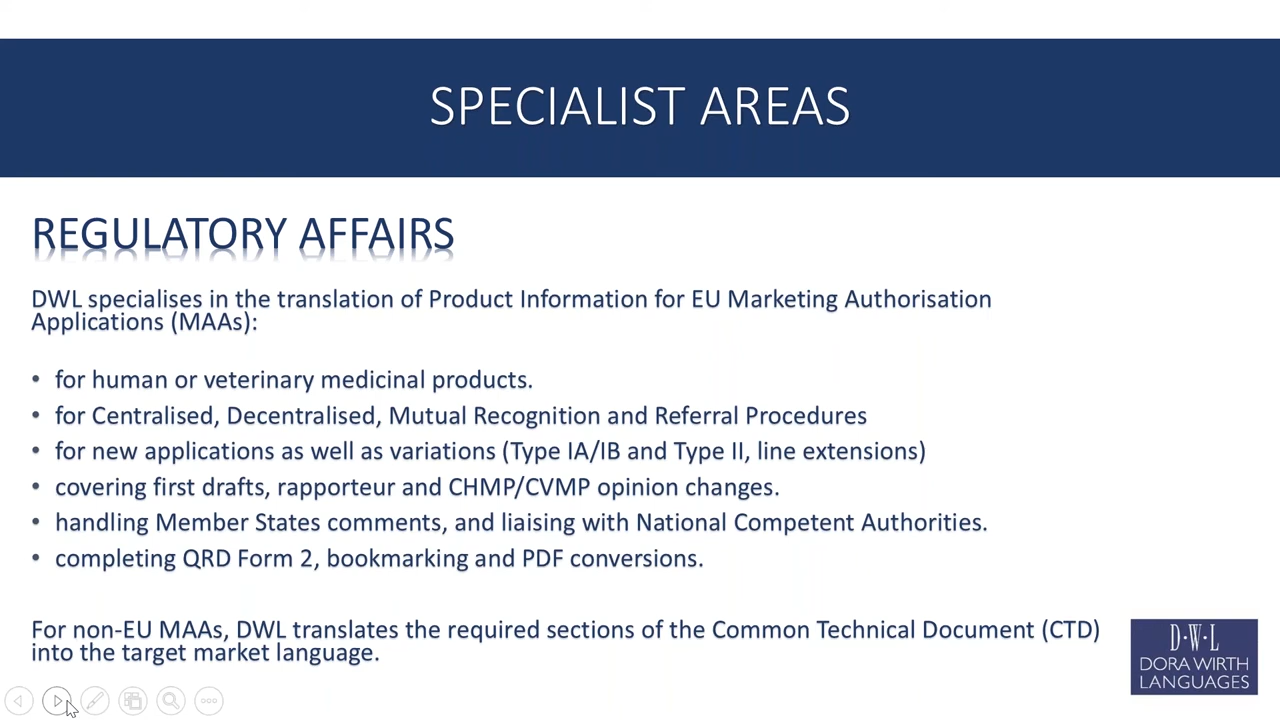 SPECIALIST AREAS
REGULATORY AFFAIRS
DWL specialises in the translation of Product Information for EU Marketing Authorisation
Applications (MAAs):
• for human or veterinary medicinal products.
• for Centralised, Decentralised, Mutual Recognition and Referral Procedures
• for new applications as well as variations (Type IA/IB and Type II, line extensions)
• covering first drafts, rapporteur and CHMP/CVMP opinion changes.
• handling Member States comments, and liaising with National Competent Authorities.
• completing QRD Form 2, bookmarking and PDF conversions.
For non-EU MAAs, DWL translates the required sections of the Common Technical Document (CTD)
into the target market language.
D·W·L
DORA WIRTH
LANGUAGES